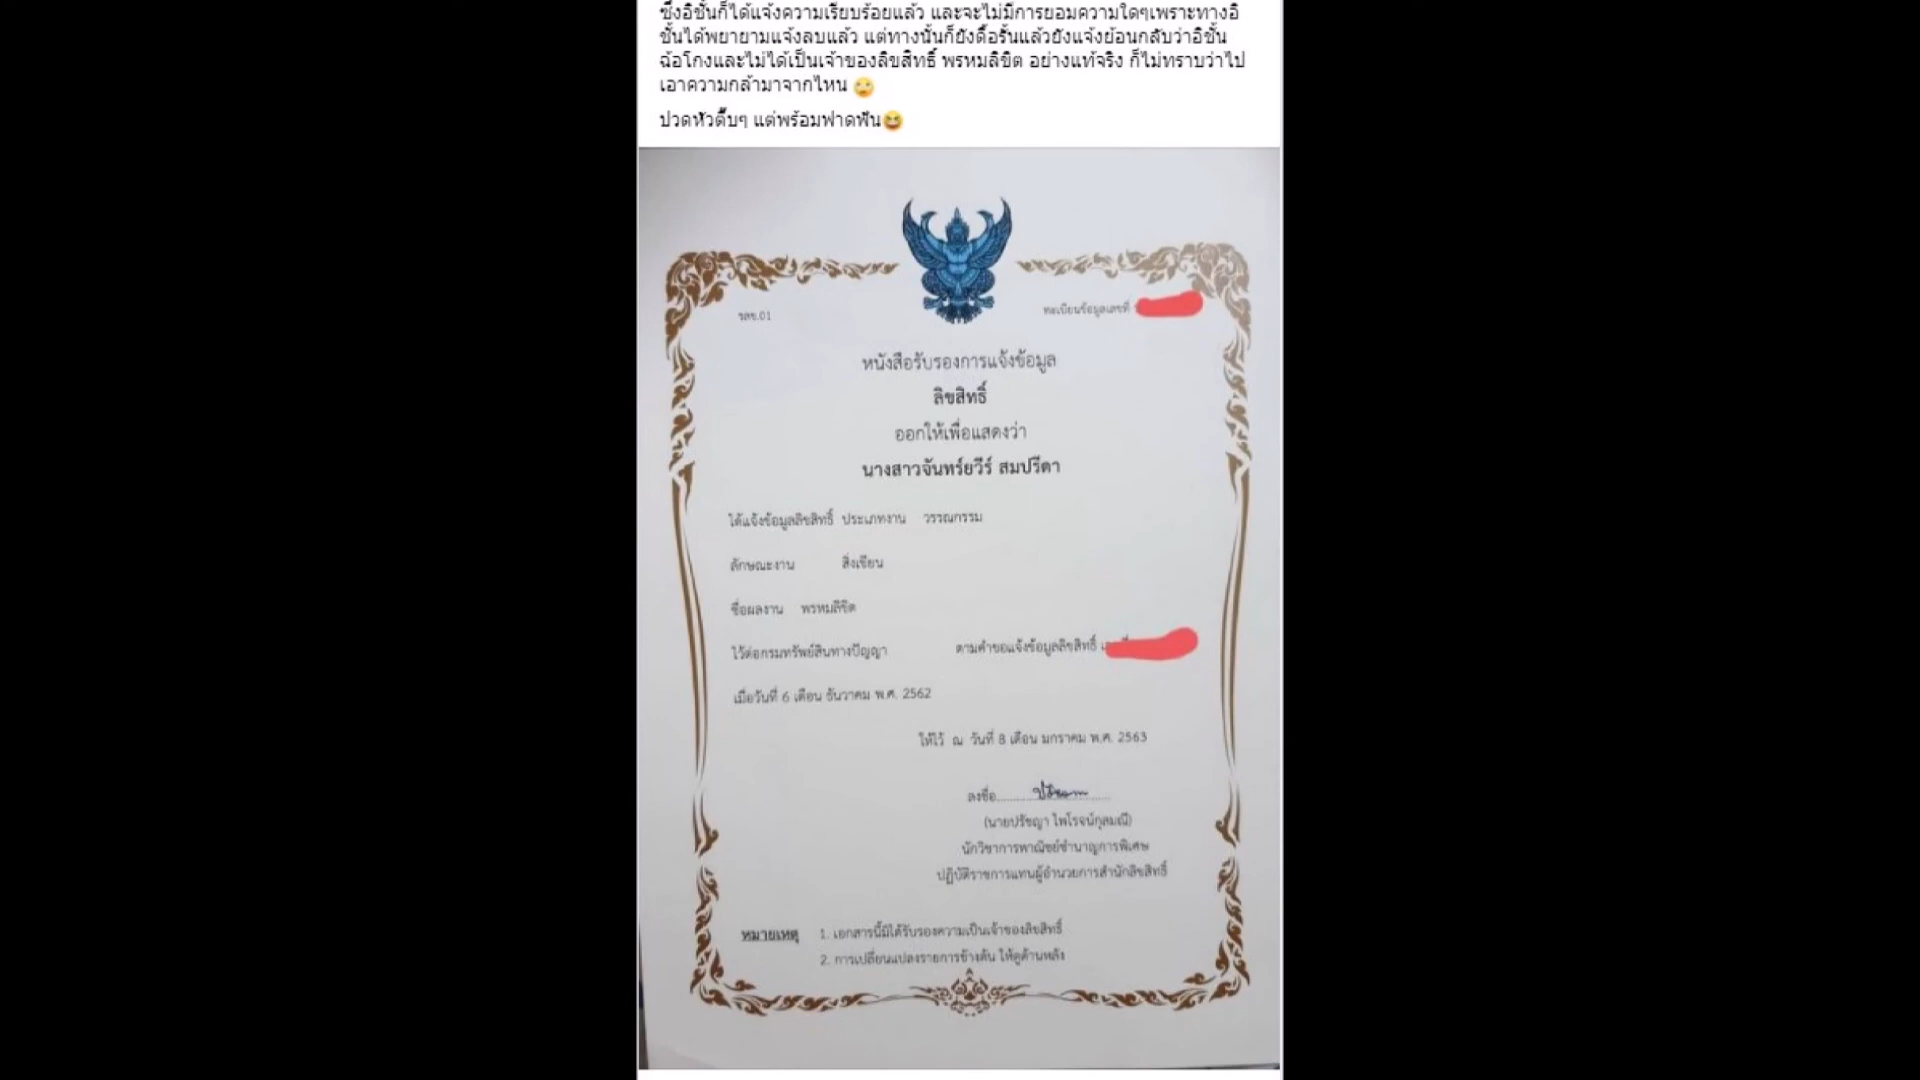 ซึ่งอิชั้นก็ได้แจ้งความเรียบร้อยแล้ว และจะไม่มีการยอมความใดๆเพราะทางอิ
ชั้นได้พยายามแจ้งลบแล้ว แต่ทางนั้นก็ยังดื้อรั้นแล้วยังแจ้งย้อนกลับว่าอิชั้น
ฉ้อโกงและไม่ได้เป็นเจ้าของลิขสิทธิ์ พรหมลิขิต อย่างแท้จริง ก็ไม่ทราบว่าไป
เอาความกล้ามาจากไหน 🙄
ปวดหัวตึ๊บๆ แต่พร้อมฟาดฟัน😆
รลข.01
ทะเบียนข้อมูลเลขที่
หนังสือรับรองการแจ้งข้อมูล
ลิขสิทธิ์
ออกให้เพื่อแสดงว่า
นางสาวจันทร์ยวีร์ สมปรีดา
ได้แจ้งข้อมูลลิขสิทธิ์ ประเภทงาน วรรณกรรม
ลักษณะงาน สิ่งเขียน
ชื่อผลงาน พรหมลิขิต
ไว้ต่อกรมทรัพย์สินทางปัญญา ตามคำขอแจ้งข้อมูลลิขสิทธิ์
เมื่อวันที่ 6 เดือน ธันวาคม พ.ศ. 2562
ให้ไว้ ณ วันที่ 8 เดือน มกราคม พ.ศ. 2563
ลงชื่อ....................
(นายปรัชญา ไพโรจน์กุลมณี)
นักวิชาการพาณิชย์ชำนาญการพิเศษ
ปฏิบัติราชการแทนผู้อำนวยการสำนักลิขสิทธิ์
หมายเหตุ 1. เอกสารนี้มิได้รับรองความเป็นเจ้าของลิขสิทธิ์
2. การเปลี่ยนแปลงรายการข้างต้น ให้ดูด้านหลัง